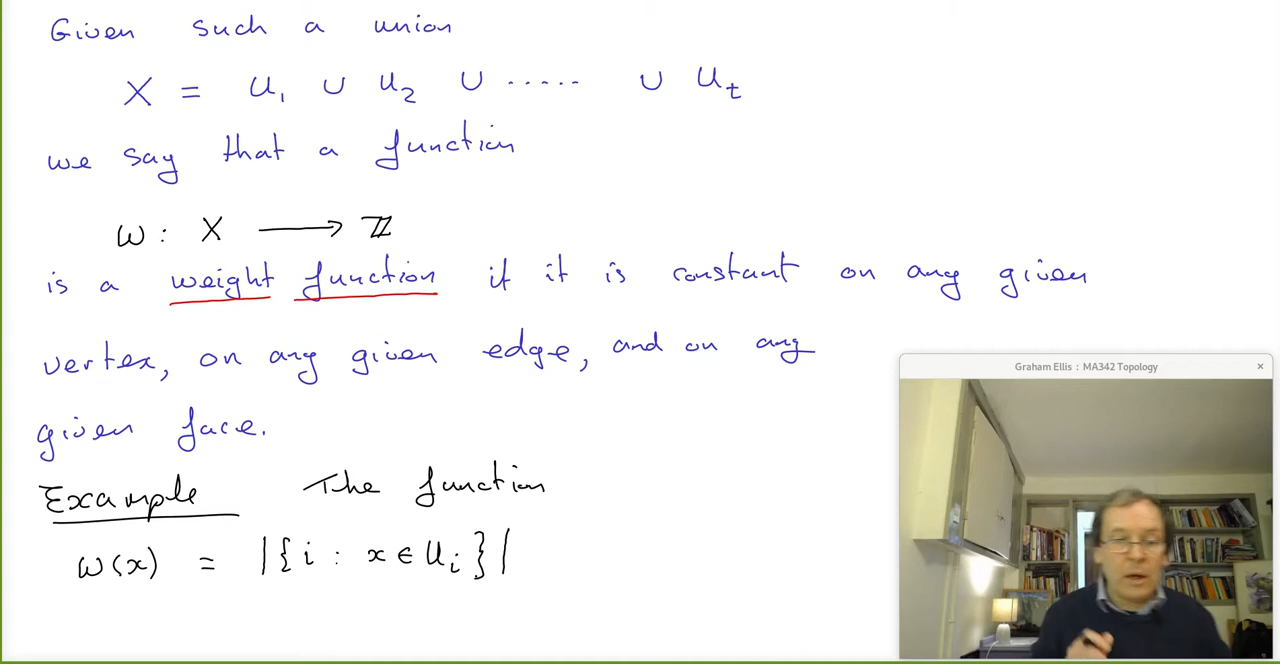 Given such a union
X = U₁ ∪ U₂ ∪ ..... ∪ Uₜ
we say that a function
ω : X ⟶ ℤ
is a weight function if it is constant on any given
vertex, on any given edge, and on any
given face.
Graham Ellis : MA342 Topology
Example The function
ω(x) = |{i : x ∈ Uᵢ}|